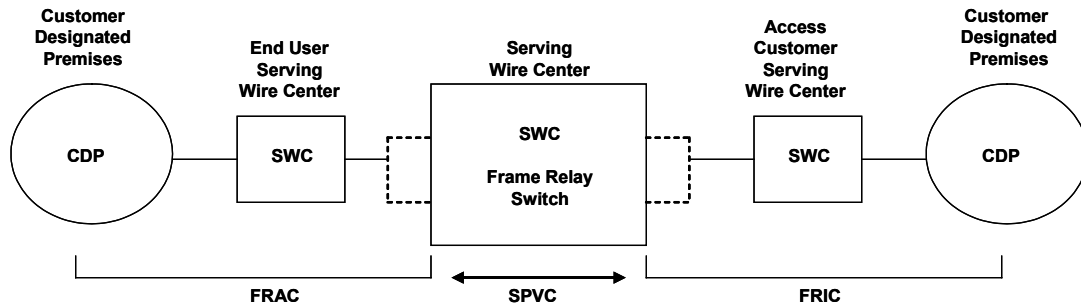 Customer
Designated
Premises
End User
Serving
Wire Center
Serving
Wire Center
Access
Customer
Serving
Wire Center
Customer
Designated
Premises
CDP
SWC
SWC
Frame Relay
Switch
SWC
CDP
FRAC
SPVC
FRIC